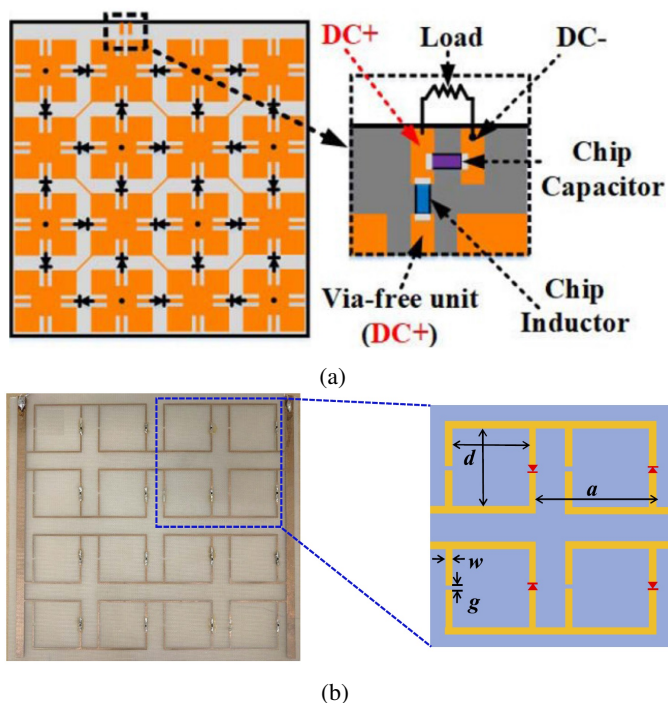 DC+
Load
DC-
Chip
Capacitor
Via-free unit
(DC+)
Chip
Inductor
(a)
d
a
w
g
(b)